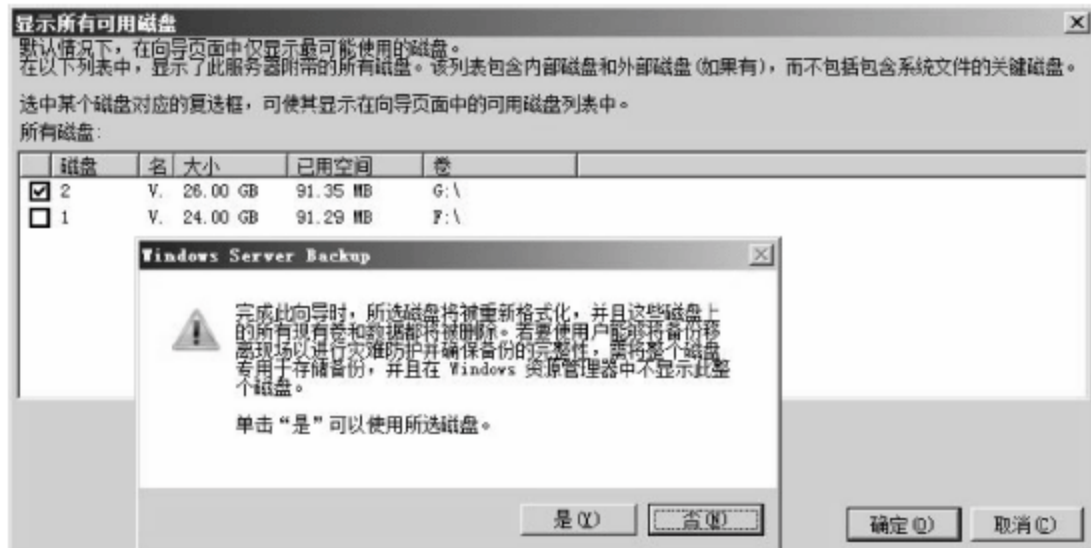 显示所有可用磁盘
默认情况下，在向导页面中仅显示最可能使用的磁盘。
在以下列表中，显示了此服务器附带的所有磁盘。该列表包含内部磁盘和外部磁盘(如果有)，而不包括包含系统文件的关键磁盘。
选中某个磁盘对应的复选框，可使其显示在向导页面中的可用磁盘列表中。
所有磁盘:
磁盘 名 大小 已用空间 卷
2 V. 26.00 GB 91.35 MB G:\
1 V. 24.00 GB 91.29 MB F:\
Windows Server Backup
完成此向导时，所选磁盘将被重新格式化，并且这些磁盘上
的所有现有卷和数据都将被删除。若要使用户能够将备份移
离现场以进行灾难防护并确保备份的完整性，需将整个磁盘
专用于存储备份，并且在 Windows 资源管理器中不显示此整
个磁盘。
单击“是”可以使用所选磁盘。
是(Y) 否(N)
确定(O) 取消(C)